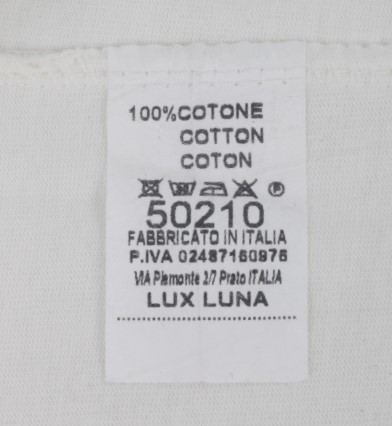 100%COTONE
COTTON
COTON
P
50210
FABBRICATO IN ITALIA
P.IVA 02487160976
VIA Piemonte 2/7 Prato ITALIA
LUX LUNA